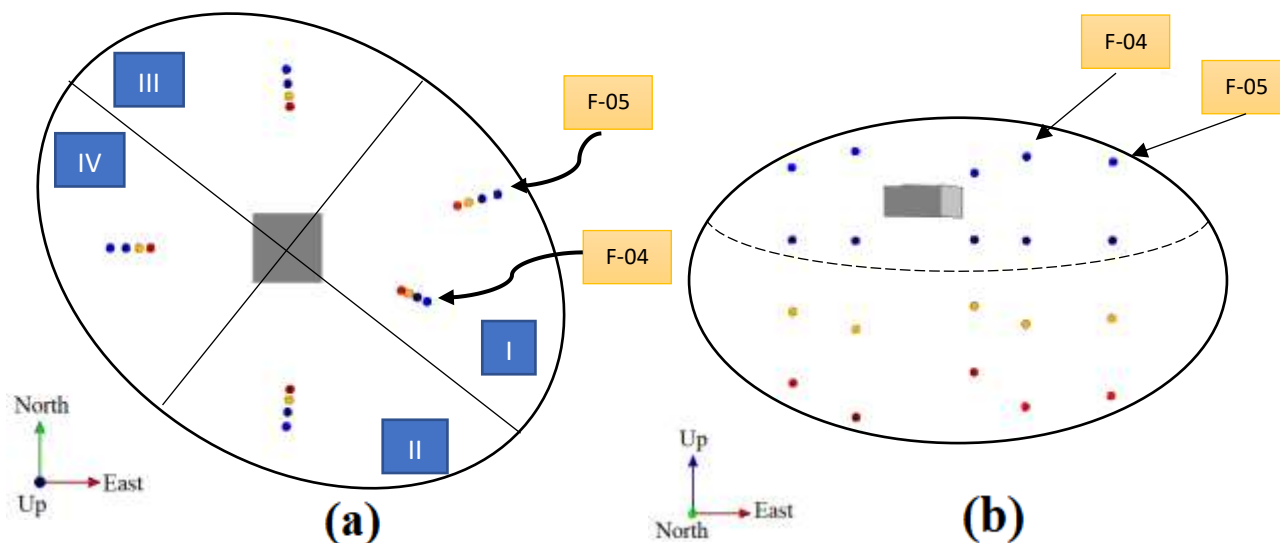 III
IV
F-05
F-04
I
II
North
Up
East
(a)
F-04
F-05
Up
North
East
(b)